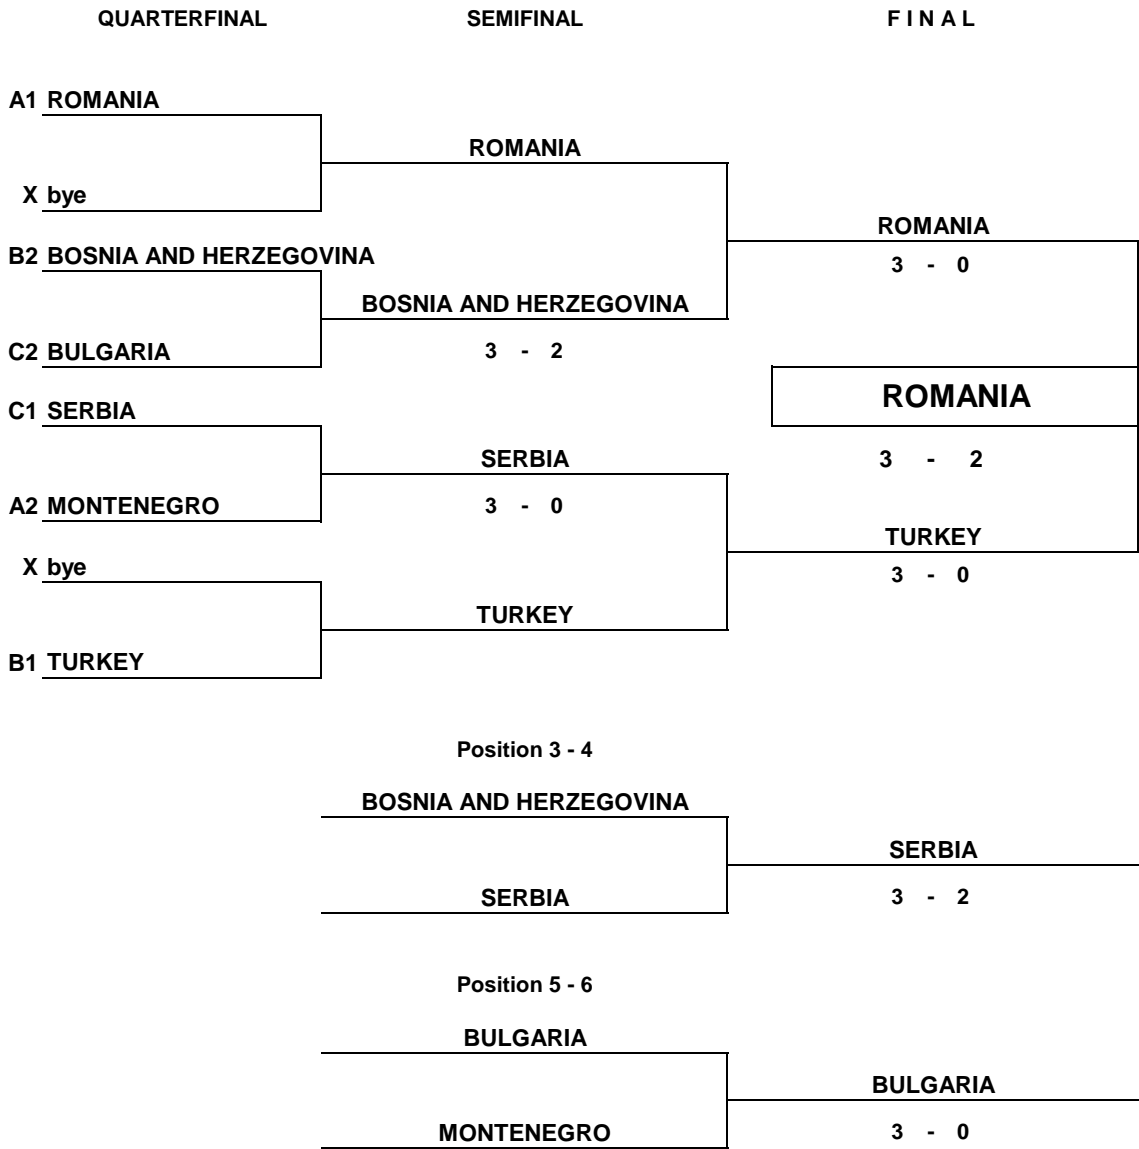 QUARTERFINAL SEMIFINAL F I N A L
A1 ROMANIA
ROMANIA
X bye
ROMANIA
B2 BOSNIA AND HERZEGOVINA
3 - 0
BOSNIA AND HERZEGOVINA
C2 BULGARIA
3 - 2
ROMANIA
C1 SERBIA
SERBIA
3 - 2
A2 MONTENEGRO
3 - 0
TURKEY
X bye
3 - 0
TURKEY
B1 TURKEY
Position 3 - 4
BOSNIA AND HERZEGOVINA
SERBIA
SERBIA
3 - 2
Position 5 - 6
BULGARIA
BULGARIA
MONTENEGRO
3 - 0